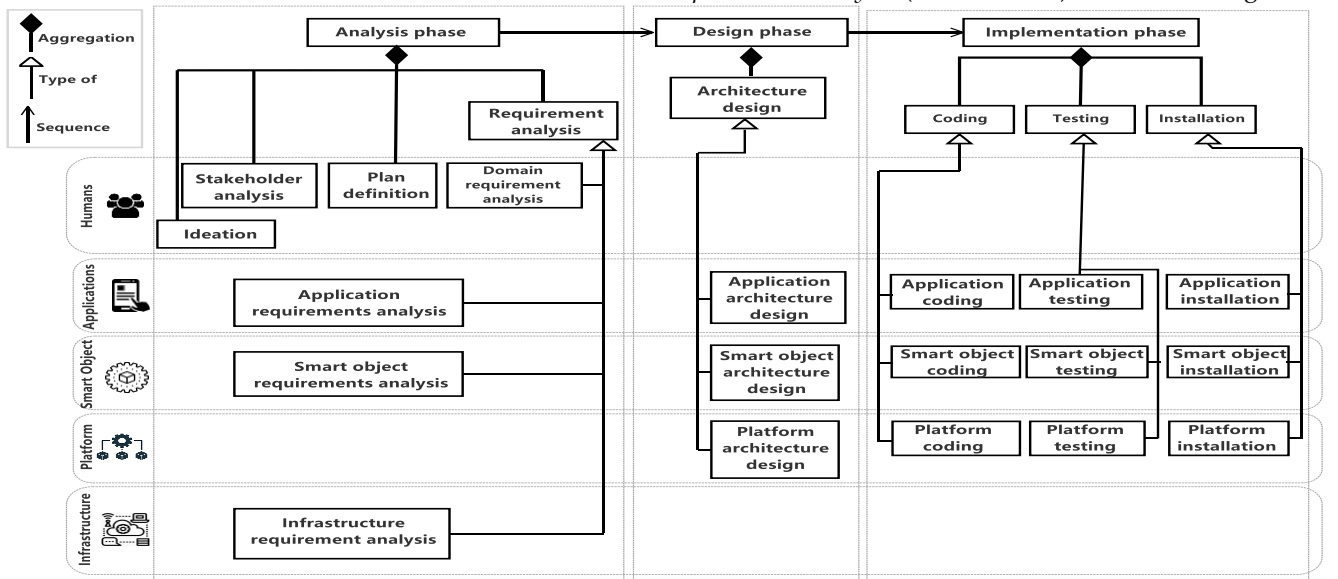 Aggregation
Type of
Sequence
Analysis phase
Design phase
Implementation phase
Requirement
analysis
Architecture
design
Coding
Testing
Installation
Humans
Stakeholder
analysis
Plan
definition
Domain
requirement
analysis
Ideation
Applications
Application
requirements analysis
Application
architecture
design
Application
coding
Application
testing
Application
installation
Smart Object
Smart object
requirements analysis
Smart object
architecture
design
Smart object
coding
Smart object
testing
Smart object
installation
Platform
Platform
architecture
design
Platform
coding
Platform
testing
Platform
installation
Infrastructure
Infrastructure
requirement analysis